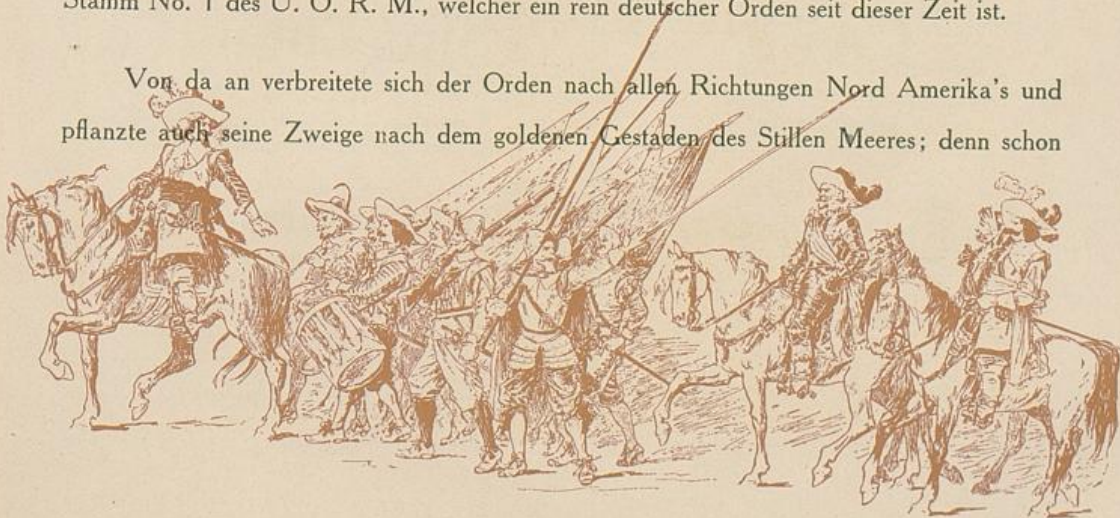 Stamm No. 1 des U. O. R. M., welcher ein rein deutscher Orden seit dieser Zeit ist.
Von da an verbreitete sich der Orden nach allen Richtungen Nord Amerika's und
pflanzte auch seine Zweige nach dem goldenen Gestaden des Stillen Meeres; denn schon